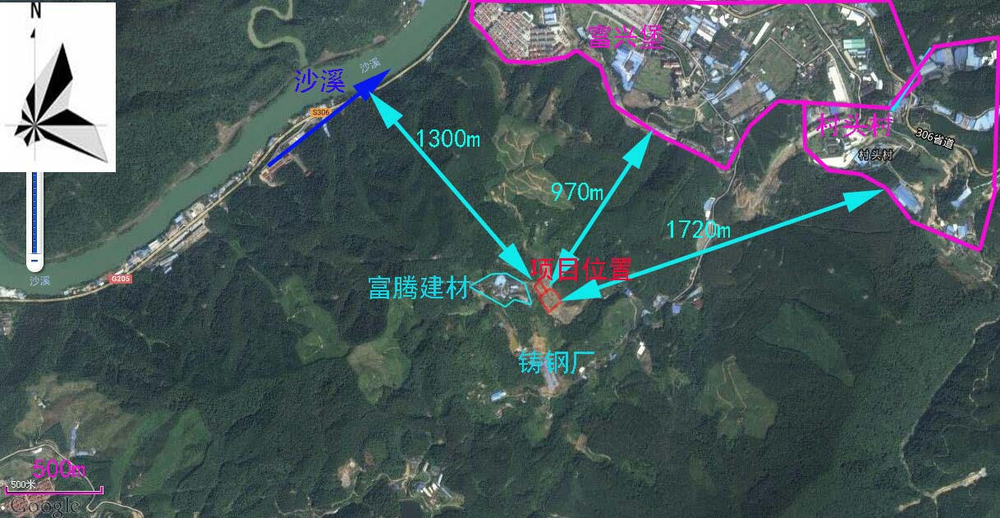 N
富兴堡
沙溪
沙溪
S306
1300m
村头村
306省道
村头村
970m
1720m
项目位置
沙溪
G205
富腾建材
铸钢厂
500m
500米
Google